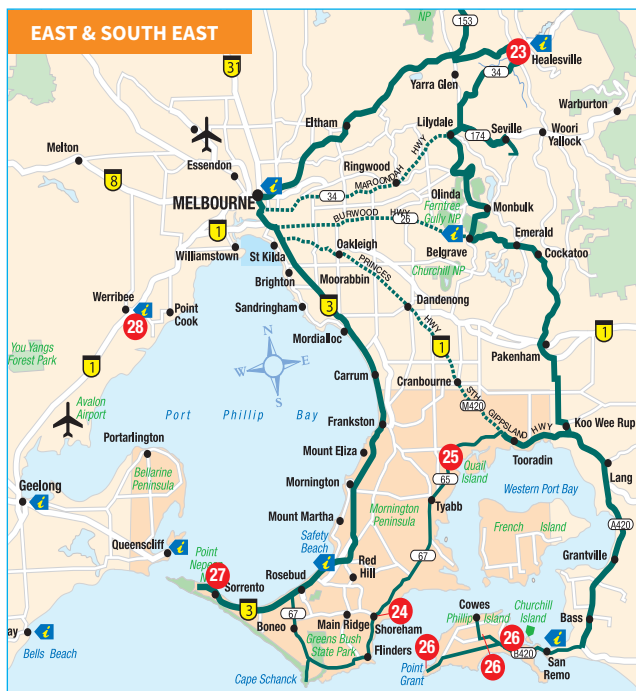 EAST & SOUTH EAST
NP
153
23
i
Healesville
31
34
Yarra Glen
Warburton
Eltham
Lilydale
174
Seville
Woori
Yallock
Melton
Essendon
Ringwood
MAROONDAH HWY
8
i
MELBOURNE
34
Olinda
Ferntree
Gully NP
Monbulk
BURWOOD HWY
26
1
i
Emerald
Williamstown
St Kilda
Oakleigh
Belgrave
Cockatoo
Brighton
Moorabbin
PRINCES HWY
Churchill NP
Werribee
i
28
Point
Cook
Sandringham
3
Dandenong
Mordialloc
1
1
You Yangs
Forest Park
N
W
E
S
Pakenham
1
Carrum
Cranbourne
STH GIPPSLAND HWY
M420
Avalon
Airport
Port Phillip Bay
Frankston
Koo Wee Rup
Portarlington
Mount Eliza
25
Tooradin
Bellarine
Peninsula
65
Quail
Island
Lang
Geelong
i
Mornington
Tyabb
Western Port Bay
Mornington
Peninsula
A420
Mount Martha
French Island
Queenscliff
i
Safety
Beach
67
Grantville
Point
Nepean
N
27
i
Red
Hill
Sorrento
Rosebud
3
67
24
Cowes
Churchill
Island
Bass
ay
i
Boneo
Main Ridge
Shoreham
Phillip Island
Greens Bush
State Park
26
26
i
Bells Beach
Flinders
Point
Grant
26
B420
San
Remo
Cape Schanck